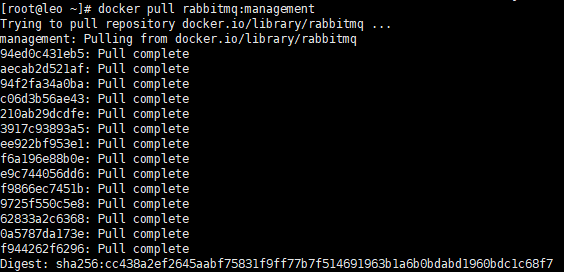 [root@leo ~]# docker pull rabbitmq:management
Trying to pull repository docker.io/library/rabbitmq ...
management: Pulling from docker.io/library/rabbitmq
94ed0c431eb5: Pull complete
aecab2d521af: Pull complete
94f2fa34a0ba: Pull complete
c06d3b56ae43: Pull complete
210ab29dcdfe: Pull complete
3917c93893a5: Pull complete
ee922bf953e1: Pull complete
f6a196e88b0e: Pull complete
e9c744056dd6: Pull complete
f9866ec7451b: Pull complete
9725f550c5e8: Pull complete
62833a2c6368: Pull complete
0a5787da173e: Pull complete
f944262f6296: Pull complete
Digest: sha256:cc438a2ef2645aabf75831f9ff77b7f514691963b1a6b0bdabd1960bdc1c68f7